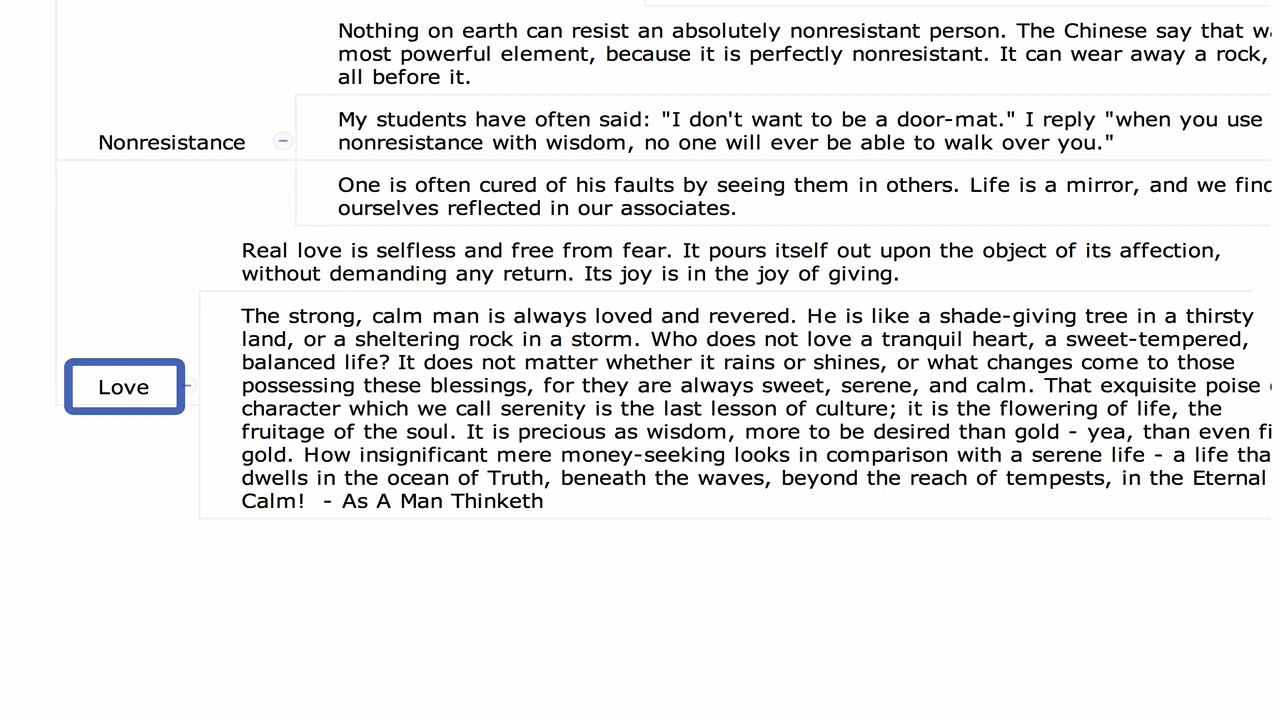 Nothing on earth can resist an absolutely nonresistant person. The Chinese say that
most powerful element, because it is perfectly nonresistant. It can wear away a rock,
all before it.
Nonresistance
My students have often said: "I don't want to be a door-mat." I reply "when you use
nonresistance with wisdom, no one will ever be able to walk over you."
One is often cured of his faults by seeing them in others. Life is a mirror, and we find
ourselves reflected in our associates.
Real love is selfless and free from fear. It pours itself out upon the object of its affection,
without demanding any return. Its joy is in the joy of giving.
Love
The strong, calm man is always loved and revered. He is like a shade-giving tree in a thirsty
land, or a sheltering rock in a storm. Who does not love a tranquil heart, a sweet-tempered,
balanced life? It does not matter whether it rains or shines, or what changes come to those
possessing these blessings, for they are always sweet, serene, and calm. That exquisite poise
character which we call serenity is the last lesson of culture; it is the flowering of life, the
fruitage of the soul. It is precious as wisdom, more to be desired than gold - yea, than even
gold. How insignificant mere money-seeking looks in comparison with a serene life - a life
dwells in the ocean of Truth, beneath the waves, beyond the reach of tempests, in the Eternal
Calm!  - As A Man Thinketh